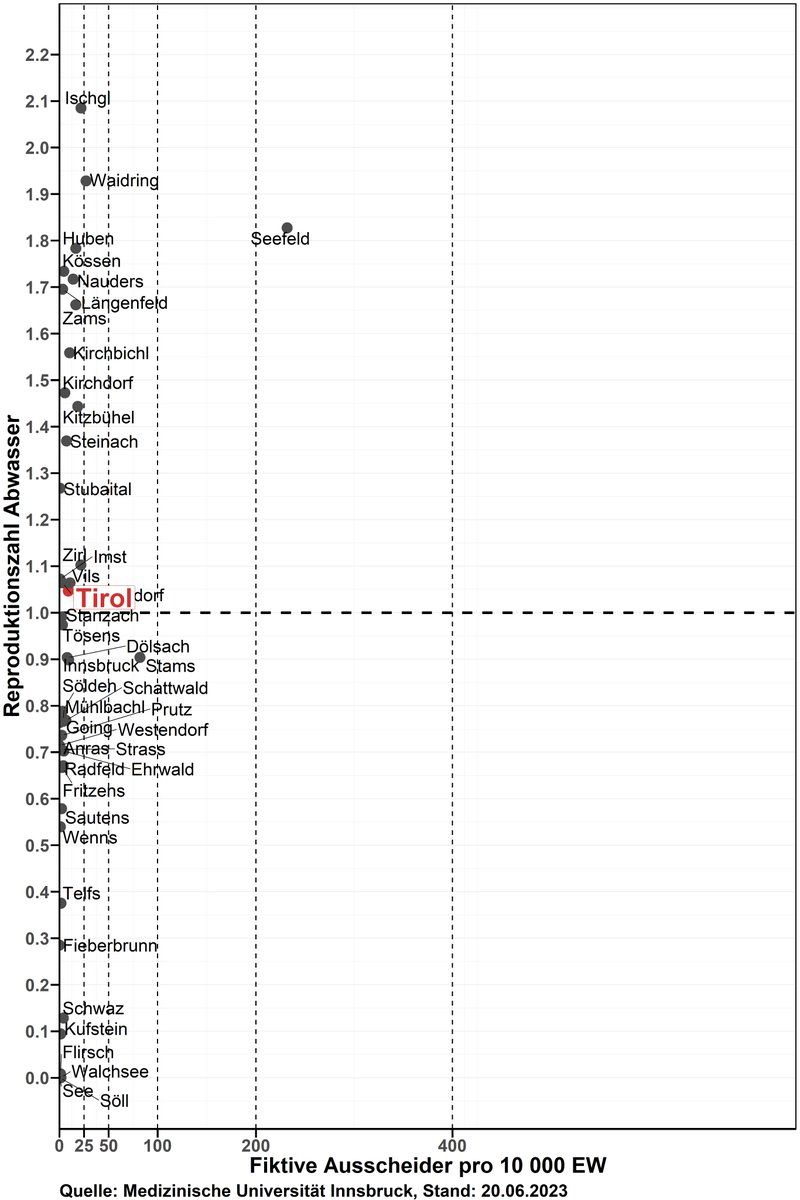 2.2
Ischgl
2.1
2.0
Waidring
1.9
Huben
Seefeld
1.8
Kössen
Nauders
1.7
Längenfeld
Zams
1.6
Kirchbichl
1.5
Kirchdorf
Kitzbühel
1.4
Steinach
1.3
Stubaital
1.2
Zirl Imst
1.1
Vils
Tirol
dorf
1.0
Stanzach
Tösens
Dölsach
0.9
Innsbruck Stams
Sölden
Schattwald
0.8
Mühlbachl Prutz
Going Westendorf
0.7
Anras Strass
Radfeld Ehrwald
Fritzens
0.6
Sautens
Wenns
0.5
0.4
Telfs
0.3
Fieberbrunn
0.2
Schwaz
0.1
Kufstein
Flirsch
0.0
Walchsee
See
Söll
Reproduktionszahl Abwasser
0 25 50 100 200 400
Fiktive Ausscheider pro 10 000 EW
Quelle: Medizinische Universität Innsbruck, Stand: 20.06.2023